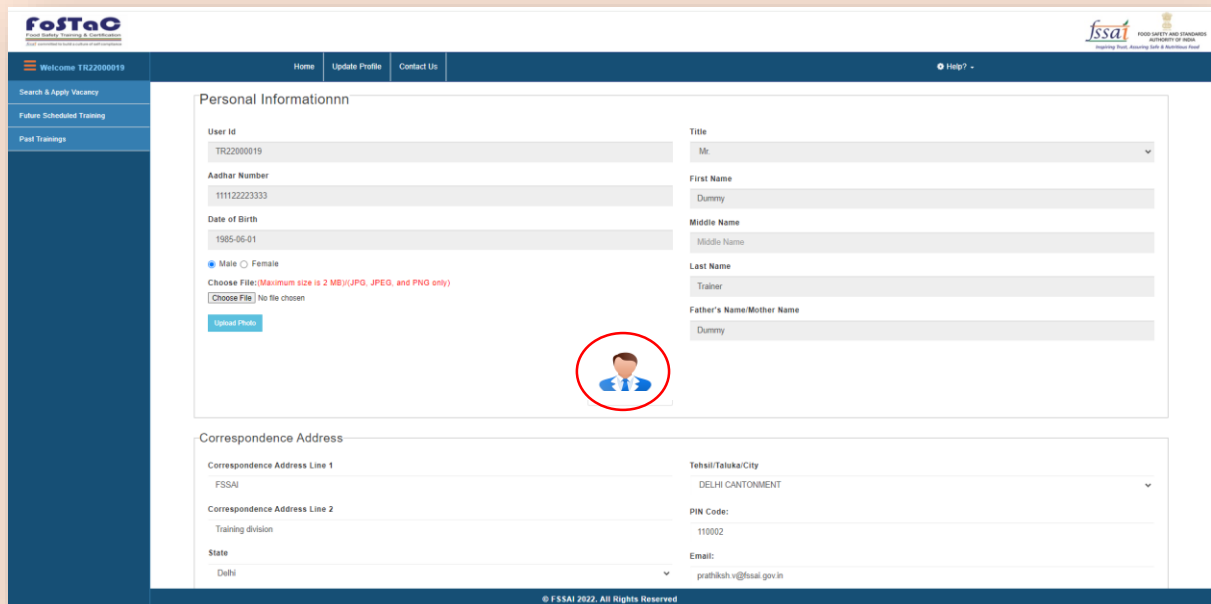 FoSTaC
Food Safety Training & Certification
fssai
FOOD SAFETY AND STANDARDS
AUTHORITY OF INDIA
Inspiring Trust, Assuring Safe & Nutritious Food
Welcome TR22000019
Home
Update Profile
Contact Us
Help?
Search & Apply Vacancy
Future Scheduled Training
Past Trainings
Personal Informationnn
User Id
TR22000019
Aadhar Number
111122223333
Date of Birth
1985-06-01
Male
Female
Choose File:(Maximum size is 2 MB)/(JPG, JPEG, and PNG only)
Choose File No file chosen
Upload Photo
Title
Mr.
First Name
Dummy
Middle Name
Middle Name
Last Name
Trainer
Father's Name/Mother Name
Dummy
Correspondence Address
Correspondence Address Line 1
FSSAI
Correspondence Address Line 2
Training division
State
Delhi
Tehsil/Taluka/City
DELHI CANTONMENT
PIN Code:
110002
Email:
prathiksh.v@fssai.gov.in
© FSSAI 2022. All Rights Reserved